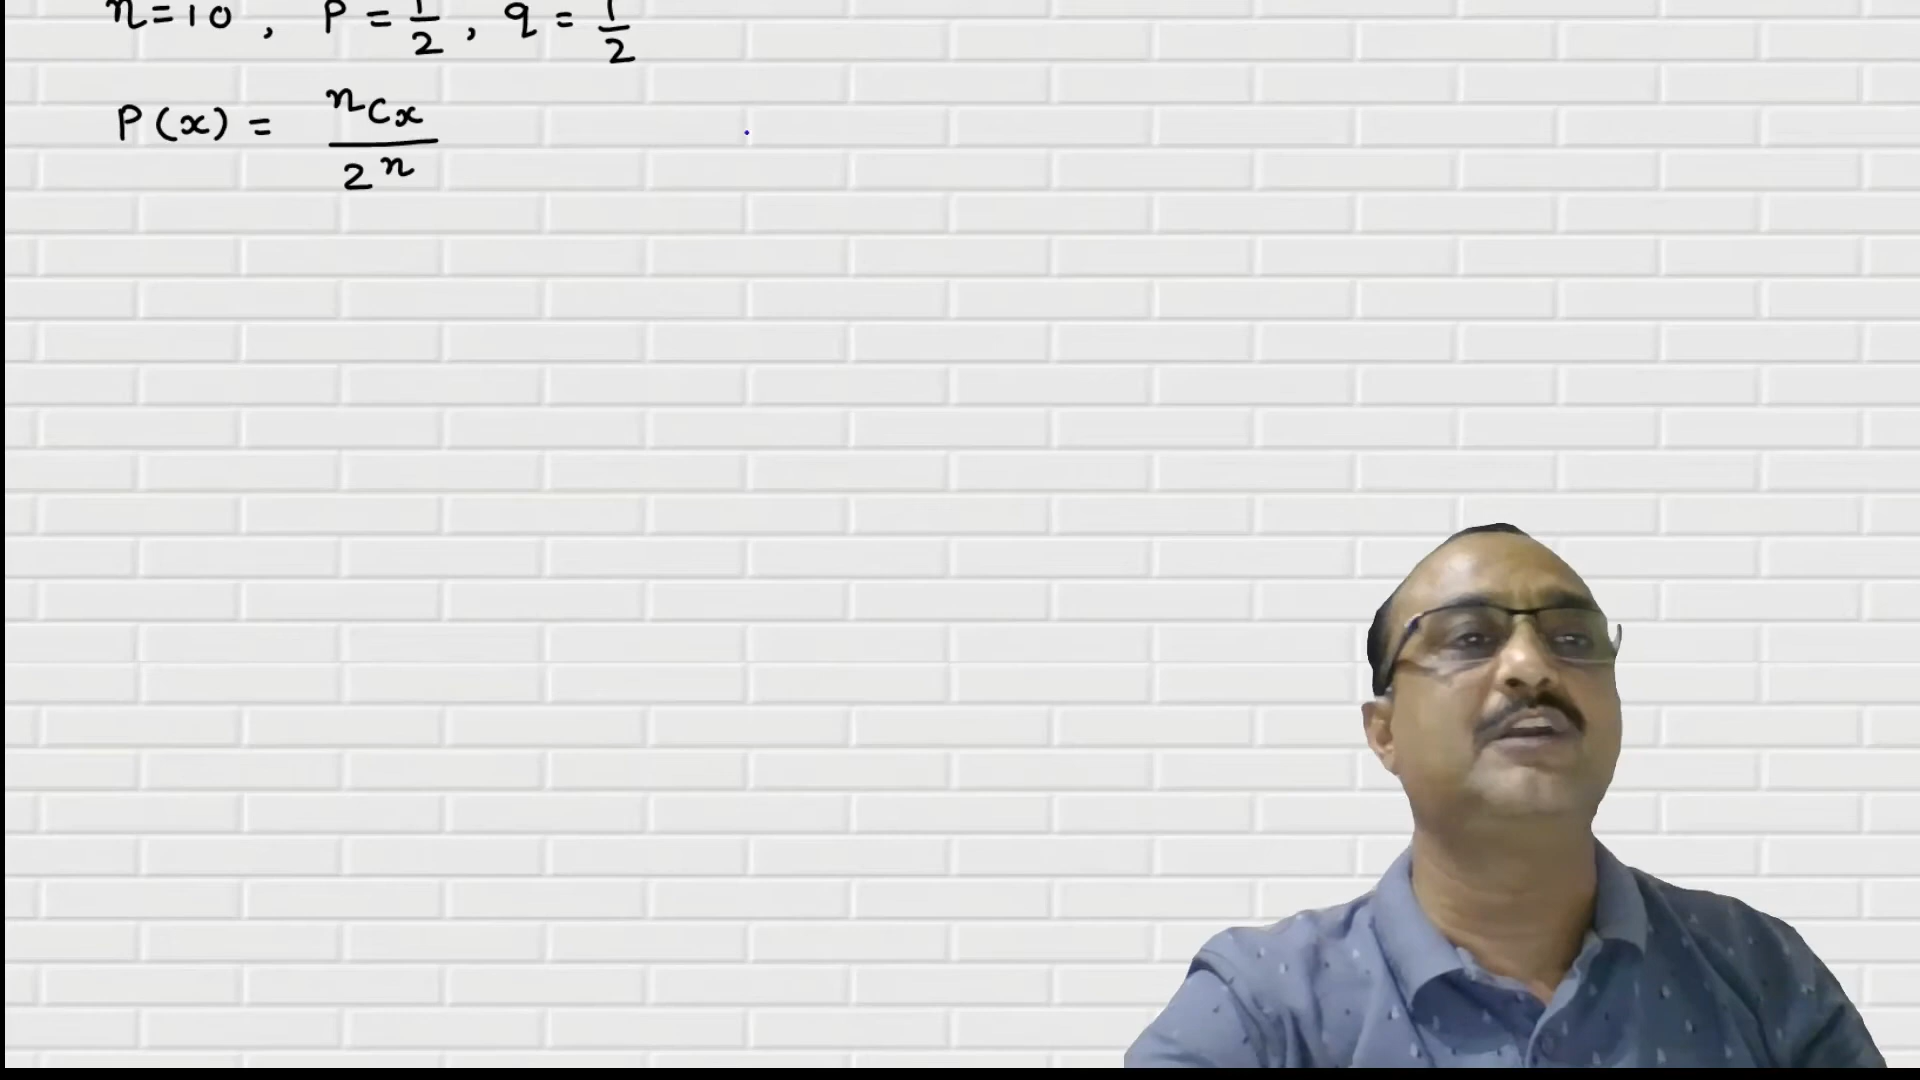 n=10 , P = 1/2 , q = 1/2
P(x) = nCx / 2^n